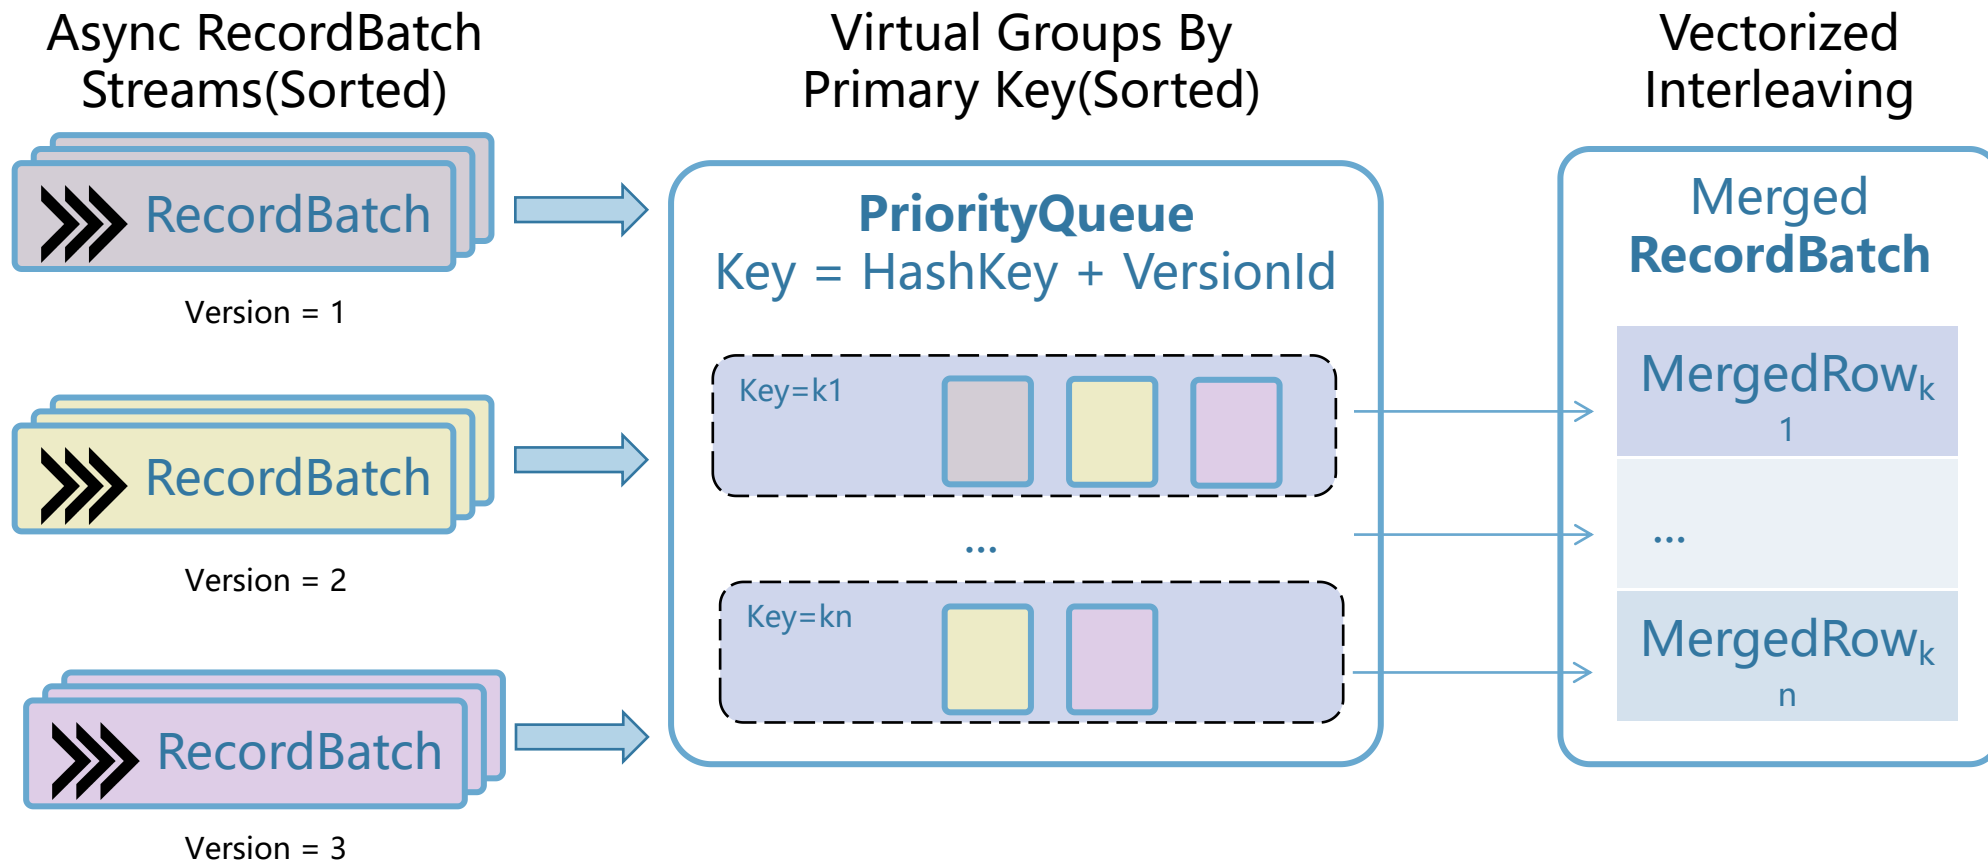 Async RecordBatch
Streams(Sorted)
RecordBatch
Version = 1
RecordBatch
Version = 2
RecordBatch
Version = 3
Virtual Groups By
Primary Key(Sorted)
PriorityQueue
Key = HashKey + VersionId
Key=k1
...
Key=kn
Vectorized
Interleaving
Merged
RecordBatch
MergedRowk
1
...
MergedRowk
n